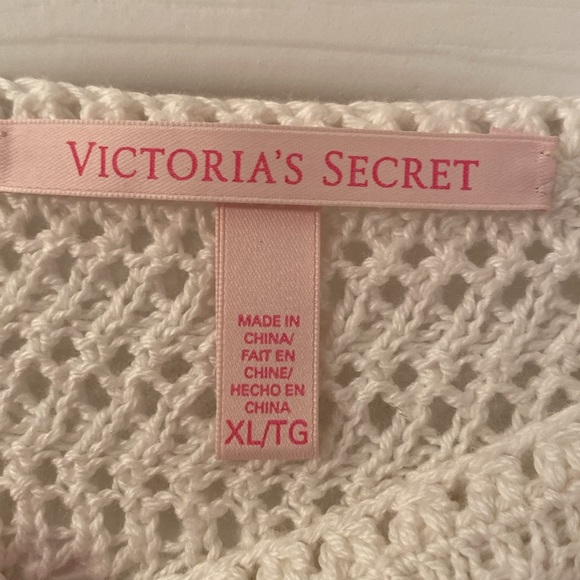 VICTORIA'S SECRET
MADE IN
CHINA/
FAIT EN
CHINE/
HECHO EN
CHINA
XL/TG